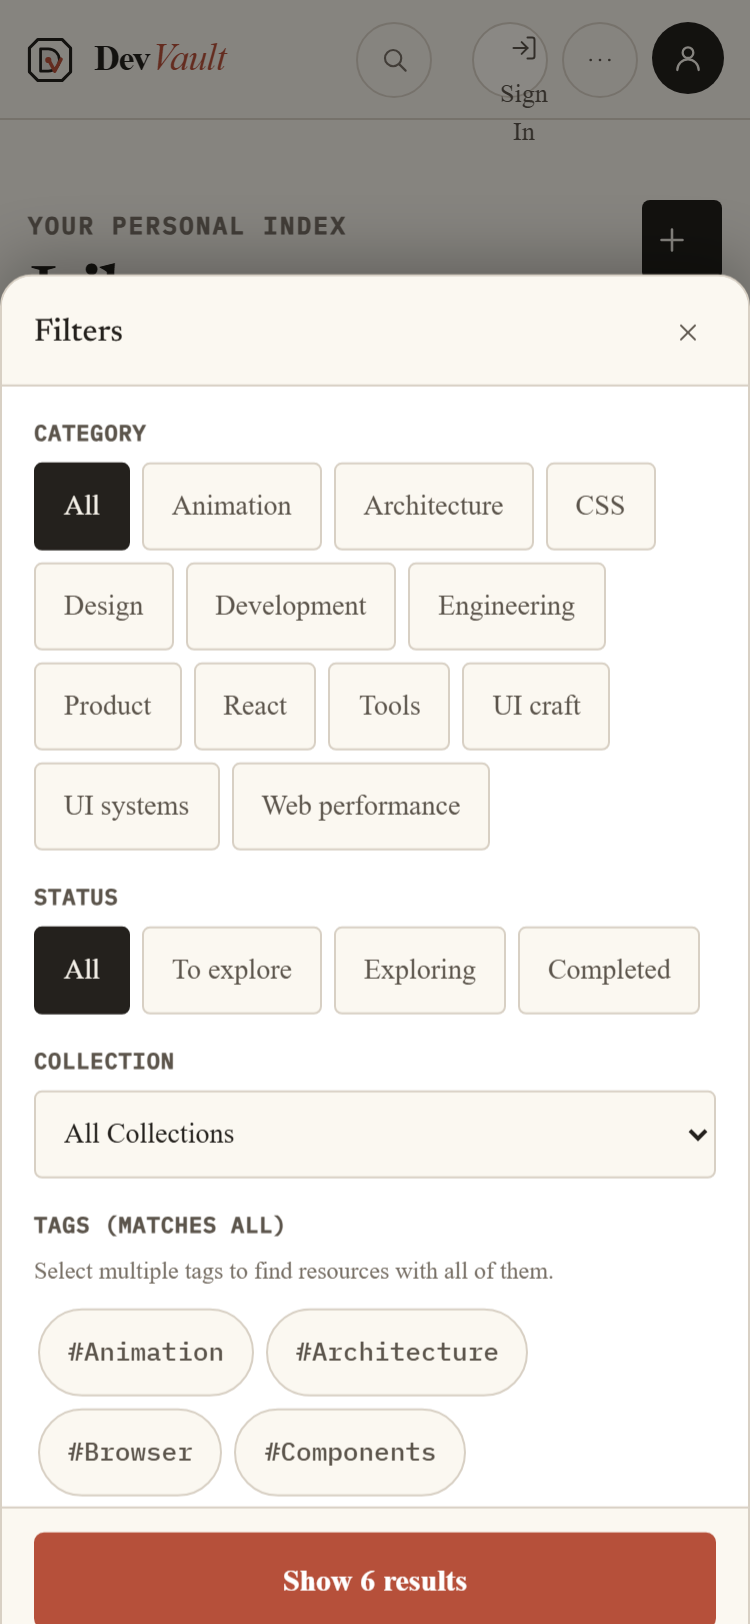 DevVault
Sign
In
YOUR PERSONAL INDEX
Filters
CATEGORY
All Animation Architecture CSS
Design Development Engineering
Product React Tools UI craft
UI systems Web performance
STATUS
All To explore Exploring Completed
COLLECTION
All Collections
TAGS (MATCHES ALL)
Select multiple tags to find resources with all of them.
#Animation #Architecture
#Browser #Components
Show 6 results